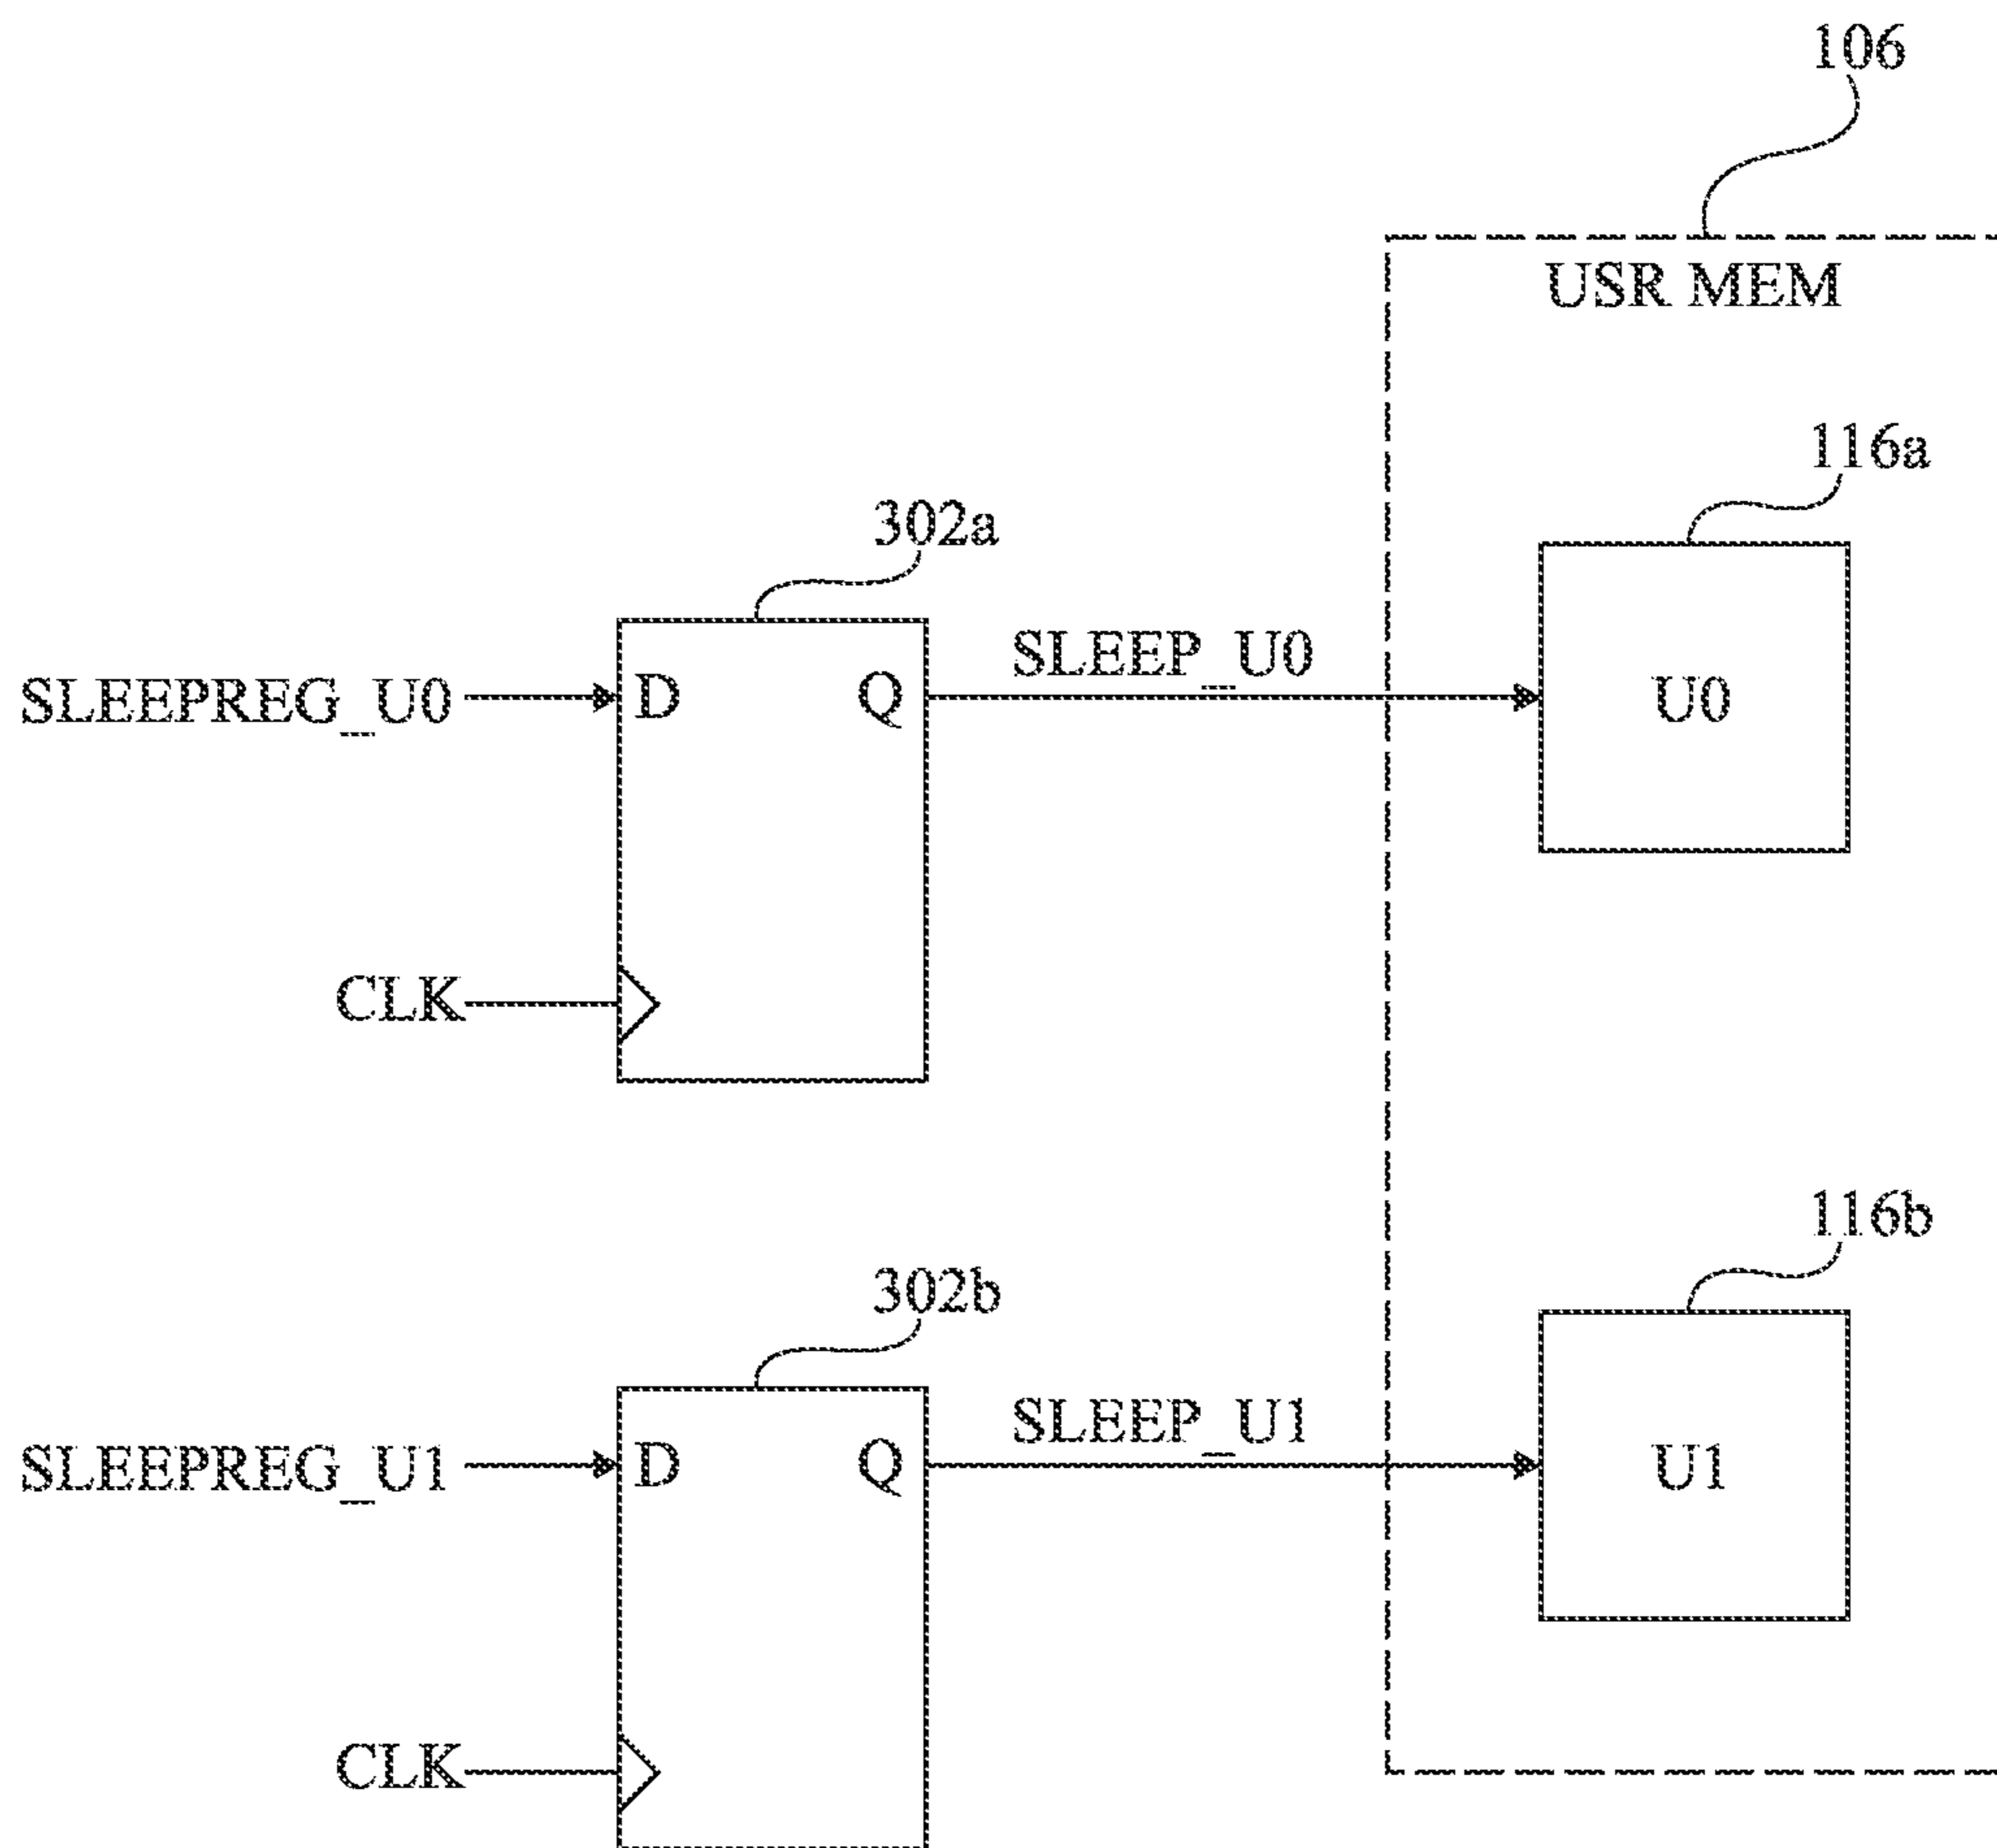 106
USR MEM
116a
302a
SLEEP_U0
SLEEPREG_U0
D
Q
U0
CLK
116b
302b
SLEEP_U1
SLEEPREG_U1
D
Q
U1
CLK